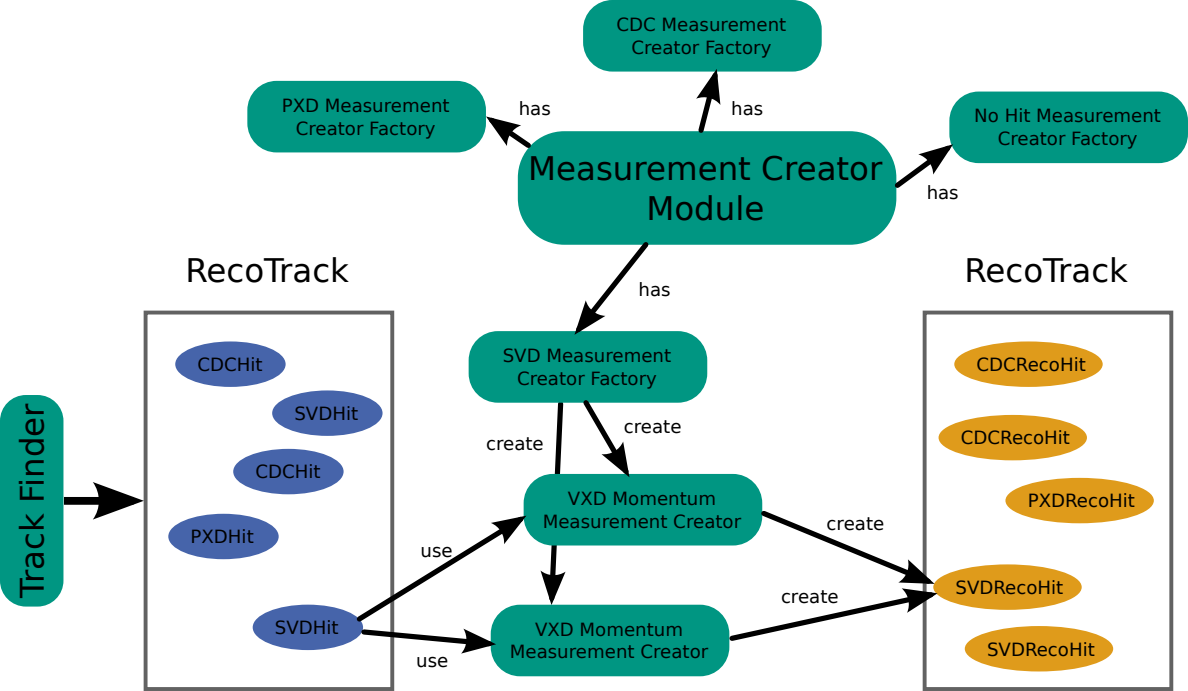 CDC Measurement
Creator Factory
PXD Measurement
Creator Factory
has
has
No Hit Measurement
Creator Factory
Measurement Creator
Module
has
RecoTrack
RecoTrack
has
SVD Measurement
Creator Factory
CDCHit
CDCRecoHit
SVDHit
create
create
CDCRecoHit
CDCHit
Track Finder
VXD Momentum
Measurement Creator
PXDRecoHit
create
PXDHit
use
SVDRecoHit
create
SVDHit
VXD Momentum
Measurement Creator
use
SVDRecoHit